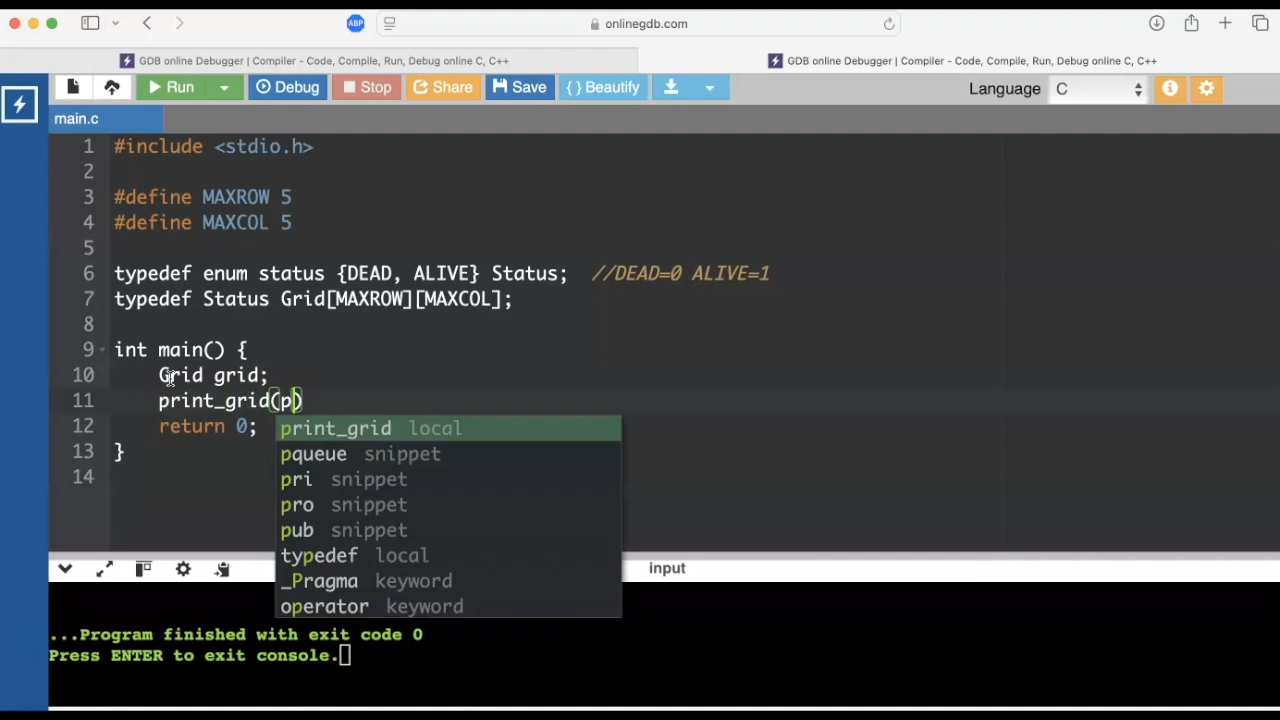 ABP
onlinegdb.com
GDB online Debugger | Compiler - Code, Compile, Run, Debug online C, C++
GDB online Debugger | Compiler - Code, Compile, Run, Debug online C, C++
Run Debug Stop Share Save { } Beautify Language C
main.c
1 #include <stdio.h>
2
3 #define MAXROW 5
4 #define MAXCOL 5
5
6 typedef enum status {DEAD, ALIVE} Status; //DEAD=0 ALIVE=1
7 typedef Status Grid[MAXROW][MAXCOL];
8
9 int main() {
10 Grid grid;
11 print_grid(p)
12 return 0;
13 }
14
print_grid local
pqueue snippet
pri snippet
pro snippet
pub snippet
typedef local
_Pragma keyword
operator keyword
input
...Program finished with exit code 0
Press ENTER to exit console.